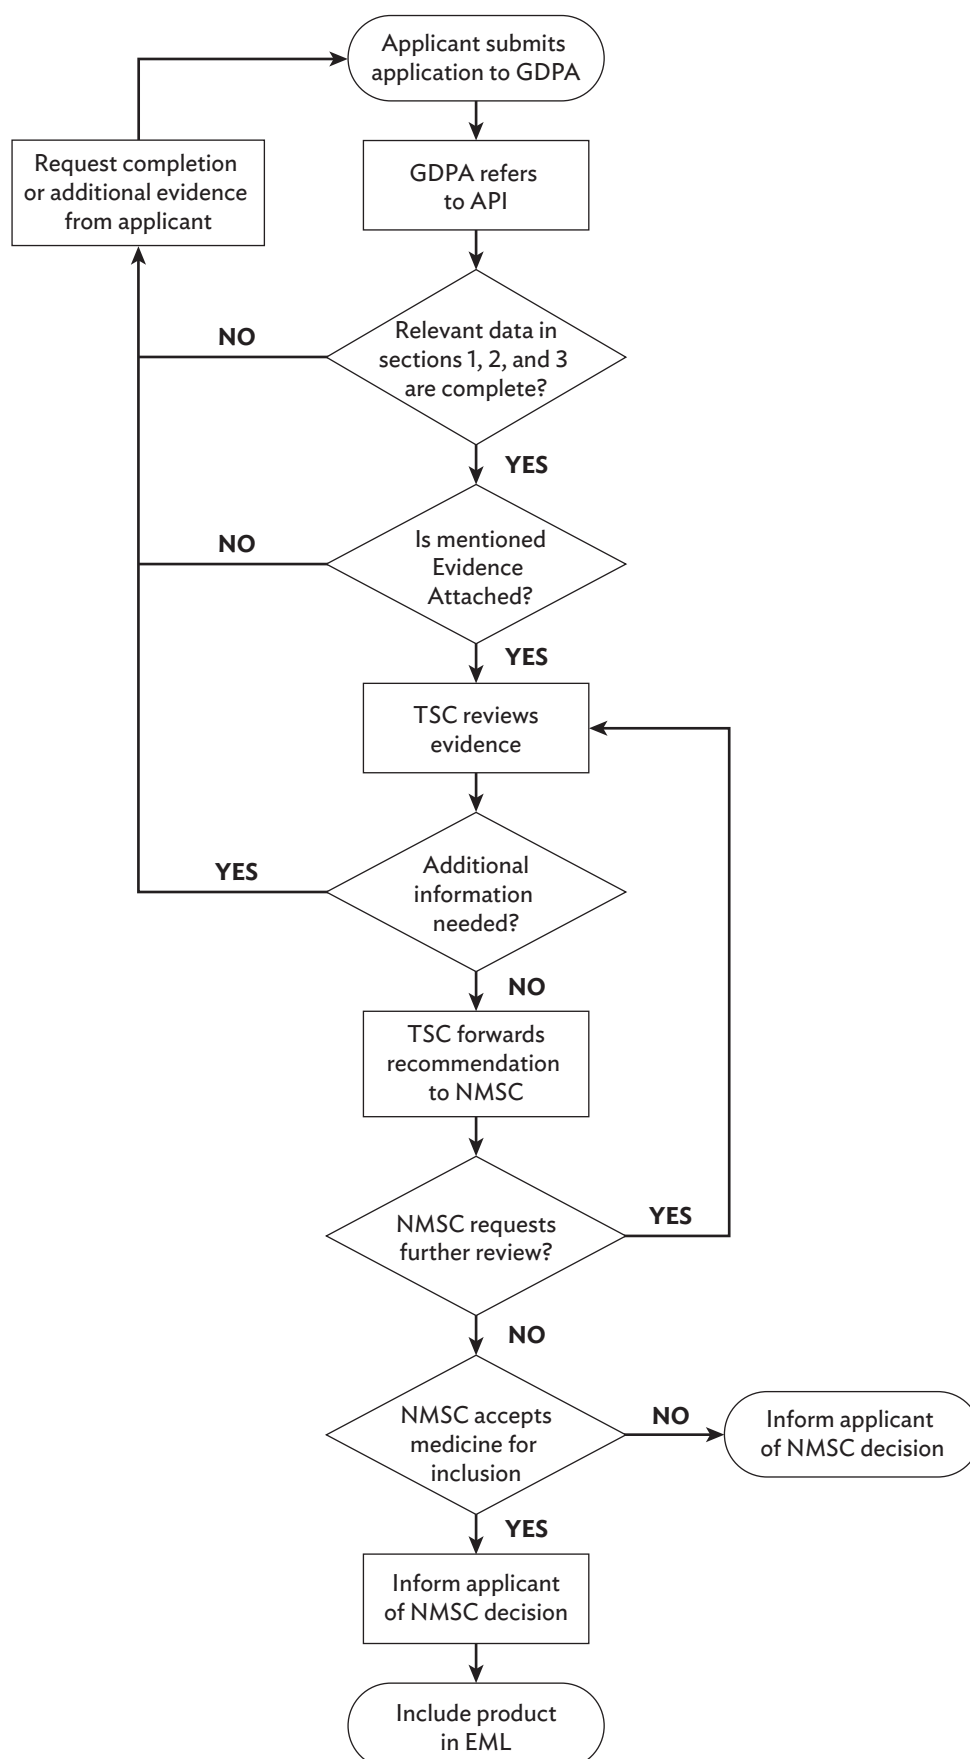 Applicant submits
application to GDPA
Request completion
or additional evidence
from applicant
GDPA refers
to API
NO
Relevant data in
sections 1, 2, and 3
are complete?
YES
NO
Is mentioned
Evidence
Attached?
YES
TSC reviews
evidence
YES
Additional
information
needed?
NO
TSC forwards
recommendation
to NMSC
NMSC requests
further review?
YES
NO
NMSC accepts
medicine for
inclusion
NO
Inform applicant
of NMSC decision
YES
Inform applicant
of NMSC decision
Include product
in EML